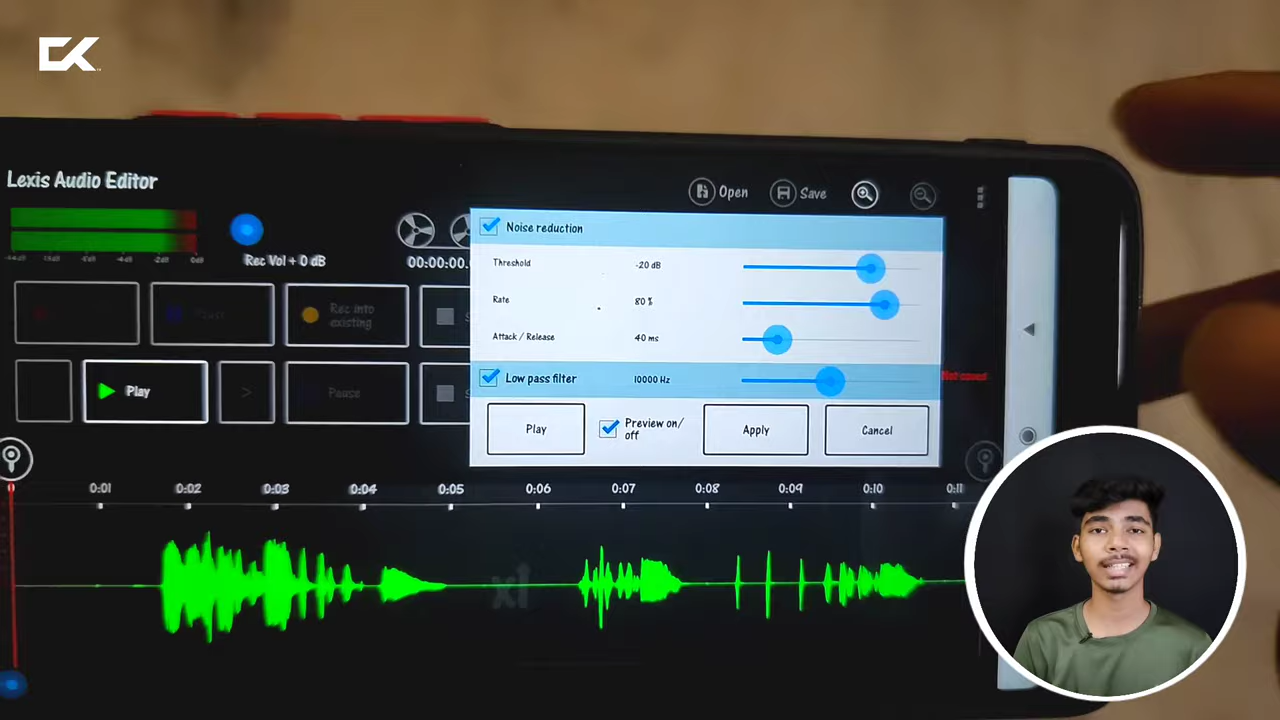 CK
Lexis Audio Editor
Open
Save
Rec Vol + 0 dB
00:00:00.
Rec into
existing
Play
>
Pause
Noise reduction
Threshold -20 dB
Rate 80 %
Attack / Release 40 ms
Low pass filter 10000 Hz
Not saved
Play
Preview on/
off
Apply
Cancel
0:01 0:02 0:03 0:04 0:05 0:06 0:07 0:08 0:09 0:10 0:11